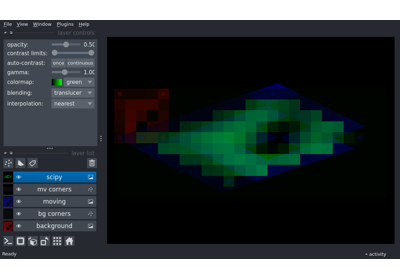 File View Window Plugins Help
layer controls
opacity: 0.50
contrast limits:
auto-contrast: once continuous
gamma: 1.00
colormap: green
blending: translucer
interpolation: nearest
layer list
scipy
mv corners
moving
bg corners
background
Ready
activity